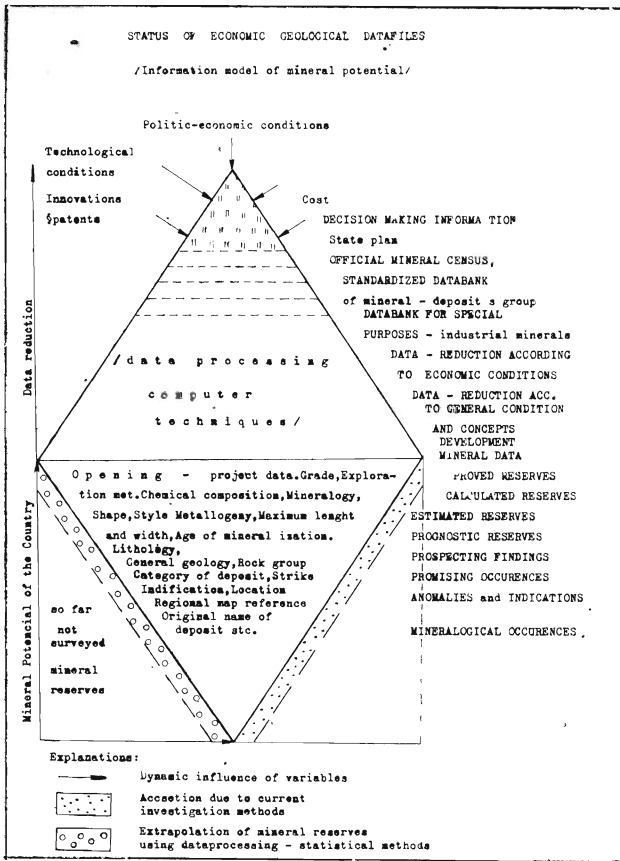 STATUS OF ECONOMIC GEOLOGICAL DATAFILES
/Information model of mineral potential/
Politic-economic conditions
Technological
conditions
Innovations
&patents
Cost
DECISION MAKING INFORMATION
State plan
OFFICIAL MINERAL CENSUS,
STANDARDIZED DATABANK
of mineral - deposit s group
DATABANK FOR SPECIAL
PURPOSES - industrial minerals
DATA - REDUCTION ACCORDING
TO ECONOMIC CONDITIONS
DATA - REDUCTION ACC.
TO GENERAL CONDITION
AND CONCEPTS
DEVELOPMENT
MINERAL DATA
Data reduction
/data processing
computer
techniques/
Opening - project data.Grade,Explora-
tion met.Chemical composition,Mineralogy,
Shape,Style Metallogeny,Maximum lenght
and width,Age of mineral ization.
Lithology,
General geology,Rock group
Category of deposit,Strike
Indification,Location
Regional map reference
Original name of
deposit stc.
PROVED RESERVES
CALCULATED RESERVES
ESTIMATED RESERVES
PROGNOSTIC RESERVES
PROSPECTING FINDINGS
PROMISING OCCURENCES
ANOMALIES and INDICATIONS
MINERALOGICAL OCCURENCES
Mineral Potencial of the Country
so far
not
surveyed
mineral
reserves
Explanations:
Dynamic influence of variables
Accsetion due to current
investigation methods
Extrapolation of mineral reserves
using dataprocessing - statistical methods